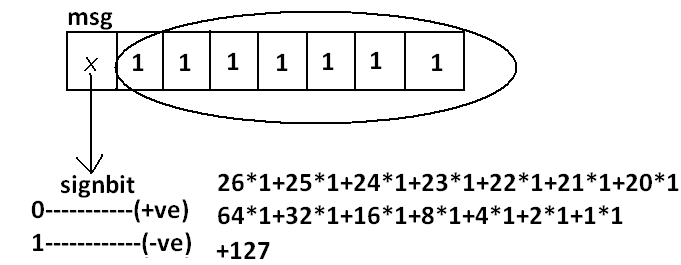 msg
x 1 1 1 1 1 1 1
signbit
26*1+25*1+24*1+23*1+22*1+21*1+20*1
0-----------(+ve)
64*1+32*1+16*1+8*1+4*1+2*1+1*1
1------------(-ve)
+127